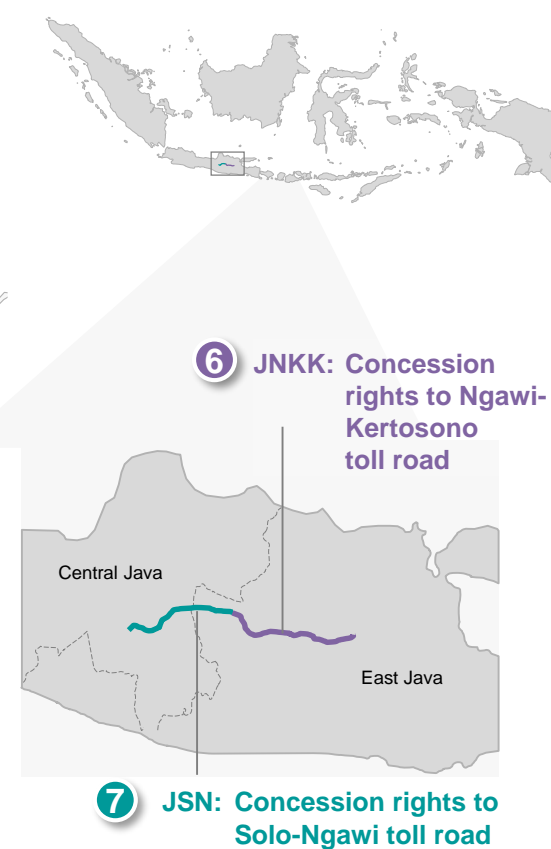 6 JNKK: Concession
rights to Ngawi-
Kertosono
toll road
Central Java
East Java
7 JSN: Concession rights to
Solo-Ngawi toll road